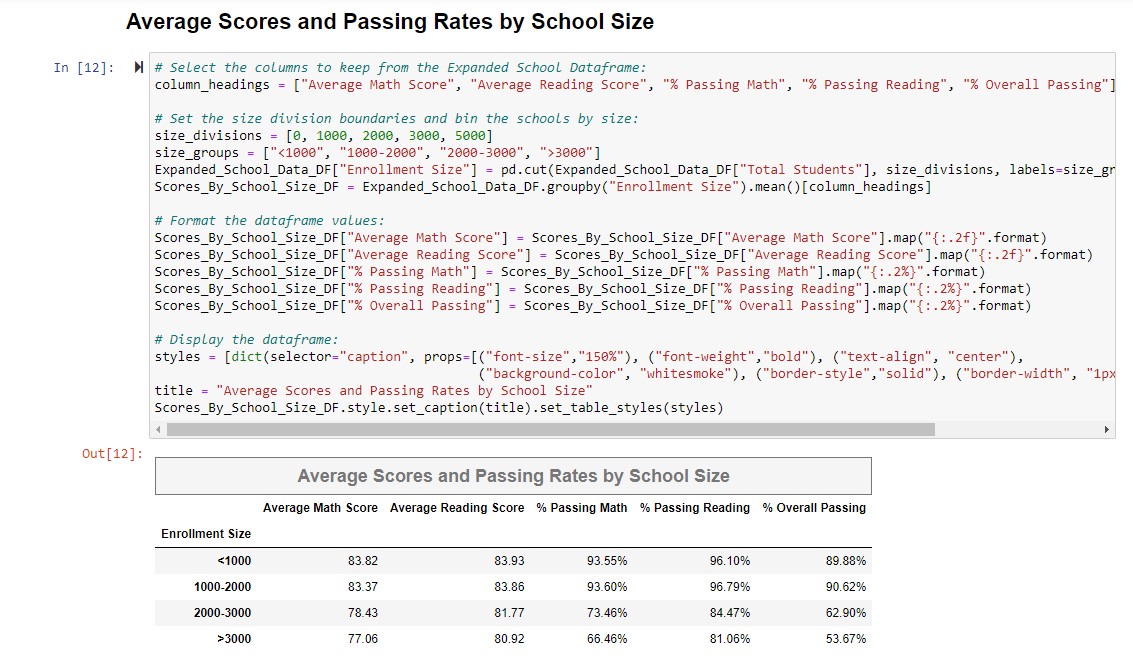 Average Scores and Passing Rates by School Size
In [12]:
# Select the columns to keep from the Expanded School Dataframe:
column_headings = ["Average Math Score", "Average Reading Score", "% Passing Math", "% Passing Reading", "% Overall Passing"]
# Set the size division boundaries and bin the schools by size:
size_divisions = [0, 1000, 2000, 3000, 5000]
size_groups = ["<1000", "1000-2000", "2000-3000", ">3000"]
Expanded_School_Data_DF["Enrollment Size"] = pd.cut(Expanded_School_Data_DF["Total Students"], size_divisions, labels=size_gr
Scores_By_School_Size_DF = Expanded_School_Data_DF.groupby("Enrollment Size").mean()[column_headings]
# Format the dataframe values:
Scores_By_School_Size_DF["Average Math Score"] = Scores_By_School_Size_DF["Average Math Score"].map("{:.2f}".format)
Scores_By_School_Size_DF["Average Reading Score"] = Scores_By_School_Size_DF["Average Reading Score"].map("{:.2f}".format)
Scores_By_School_Size_DF["% Passing Math"] = Scores_By_School_Size_DF["% Passing Math"].map("{:.2%}".format)
Scores_By_School_Size_DF["% Passing Reading"] = Scores_By_School_Size_DF["% Passing Reading"].map("{:.2%}".format)
Scores_By_School_Size_DF["% Overall Passing"] = Scores_By_School_Size_DF["% Overall Passing"].map("{:.2%}".format)
# Display the dataframe:
styles = [dict(selector="caption", props=[("font-size","150%"), ("font-weight","bold"), ("text-align", "center"),
("background-color", "whitesmoke"), ("border-style","solid"), ("border-width", "1px
title = "Average Scores and Passing Rates by School Size"
Scores_By_School_Size_DF.style.set_caption(title).set_table_styles(styles)
Out[12]:
Average Scores and Passing Rates by School Size
Average Math Score Average Reading Score % Passing Math % Passing Reading % Overall Passing
Enrollment Size
<1000 83.82 83.93 93.55% 96.10% 89.88%
1000-2000 83.37 83.86 93.60% 96.79% 90.62%
2000-3000 78.43 81.77 73.46% 84.47% 62.90%
>3000 77.06 80.92 66.46% 81.06% 53.67%